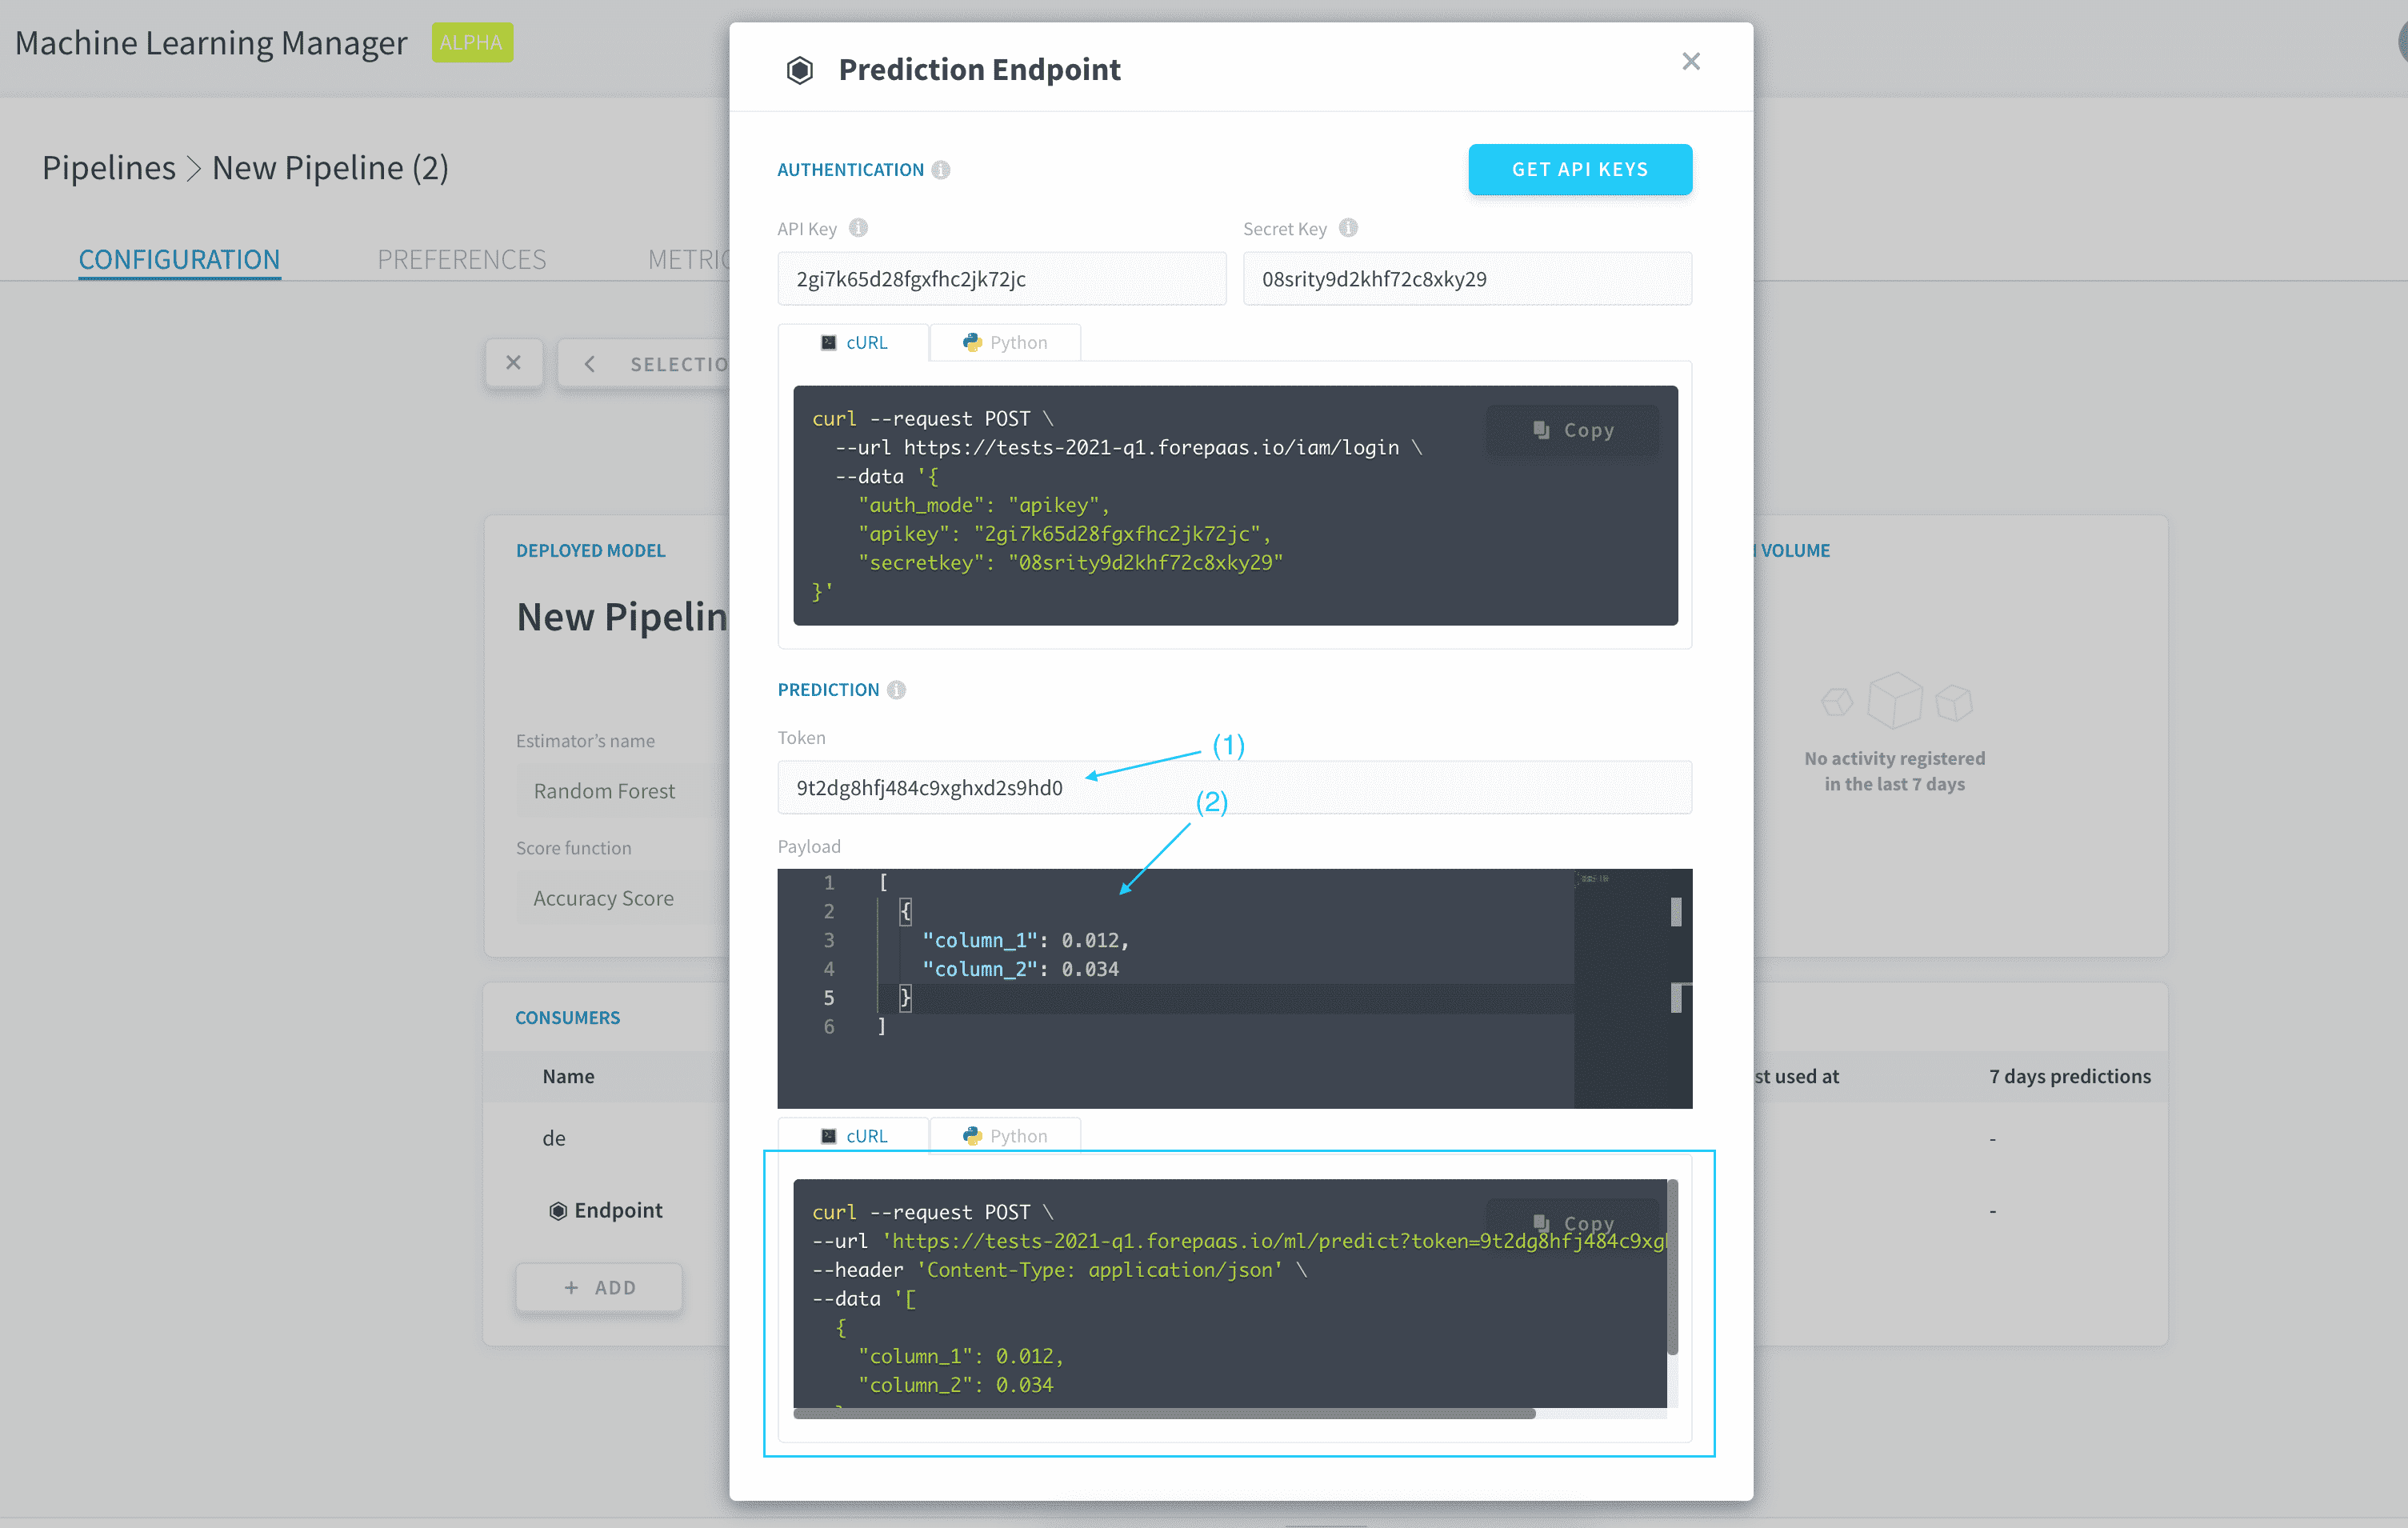 Machine Learning Manager ALPHA
Pipelines > New Pipeline (2)
CONFIGURATION PREFERENCES METRIC
SELECTIO
DEPLOYED MODEL
New Pipelin
Estimator's name
Random Forest
Score function
Accuracy Score
CONSUMERS
Name
de
Endpoint
+ ADD
Prediction Endpoint
AUTHENTICATION
GET API KEYS
API Key Secret Key
2gi7k65d28fgxfhc2jk72jc 08srity9d2khf72c8xky29
cURL Python
Copy
curl --request POST \
--url https://tests-2021-q1.forepaas.io/iam/login \
--data '{
"auth_mode": "apikey",
"apikey": "2gi7k65d28fgxfhc2jk72jc",
"secretkey": "08srity9d2khf72c8xky29"
}'
PREDICTION
Token
(1)
9t2dg8hfj484c9xghxd2s9hd0
(2)
Payload
1 [
2 {
3 "column_1": 0.012,
4 "column_2": 0.034
5 }
6 ]
cURL Python
Copy
curl --request POST \
--url 'https://tests-2021-q1.forepaas.io/ml/predict?token=9t2dg8hfj484c9xg
--header 'Content-Type: application/json' \
--data '[
{
"column_1": 0.012,
"column_2": 0.034
VOLUME
No activity registered
in the last 7 days
st used at 7 days predictions
-
-